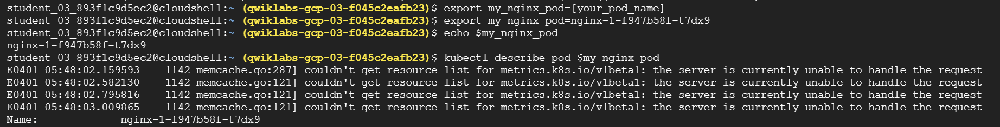 student_03_893f1c9d5ec2@cloudshell:~ (qwiklabs-gcp-03-f045c2eafb23)$ export my_nginx_pod=[your_pod_name]
student_03_893f1c9d5ec2@cloudshell:~ (qwiklabs-gcp-03-f045c2eafb23)$ export my_nginx_pod=nginx-1-f947b58f-t7dx9
student_03_893f1c9d5ec2@cloudshell:~ (qwiklabs-gcp-03-f045c2eafb23)$ echo $my_nginx_pod
nginx-1-f947b58f-t7dx9
student_03_893f1c9d5ec2@cloudshell:~ (qwiklabs-gcp-03-f045c2eafb23)$ kubectl describe pod $my_nginx_pod
E0401 05:48:02.159593    1142 memcache.go:287] couldn't get resource list for metrics.k8s.io/v1beta1: the server is currently unable to handle the request
E0401 05:48:02.582130    1142 memcache.go:121] couldn't get resource list for metrics.k8s.io/v1beta1: the server is currently unable to handle the request
E0401 05:48:02.795816    1142 memcache.go:121] couldn't get resource list for metrics.k8s.io/v1beta1: the server is currently unable to handle the request
E0401 05:48:03.009865    1142 memcache.go:121] couldn't get resource list for metrics.k8s.io/v1beta1: the server is currently unable to handle the request
Name:             nginx-1-f947b58f-t7dx9